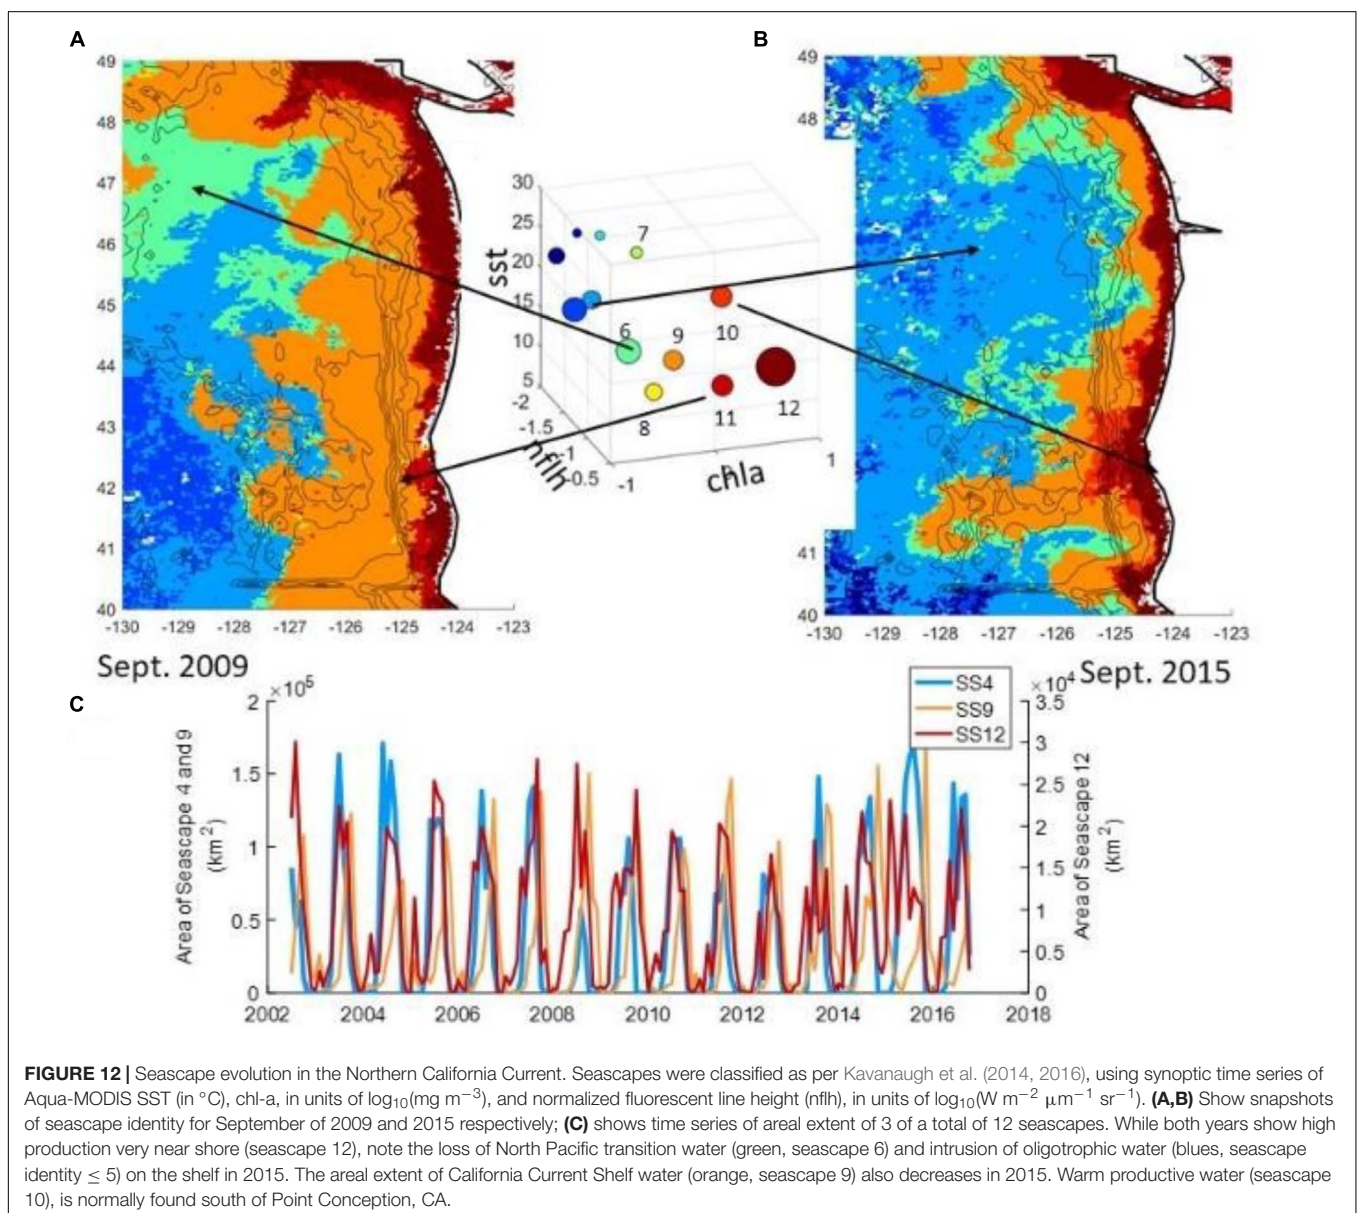 A
B
49
48
47
46
45
44
43
42
41
40
-130 -129 -128 -127 -126 -125 -124 -123
Sept. 2009
30
25
20
15
10
5
sst
-2
-1.5
-1
-0.5
nflh
-1
1
chla
7
6
9
10
8
11
12
49
48
41
40
-130 -129 -128 -127 -126 -125 -124 -123
Sept. 2015
C
×10⁵
2
1.5
1
0.5
0
Area of Seascape 4 and 9
(km²)
2002 2004 2006 2008 2010 2012 2014 2016 2018
SS4
SS9
SS12
×10⁴
3.5
3
2.5
2
1.5
1
0.5
0
Area of Seascape 12
(km²)
FIGURE 12 | Seascape evolution in the Northern California Current. Seascapes were classified as per Kavanaugh et al. (2014, 2016), using synoptic time series of
Aqua-MODIS SST (in °C), chl-a, in units of log₁₀(mg m⁻³), and normalized fluorescent line height (nflh), in units of log₁₀(W m⁻² μm⁻¹ sr⁻¹). (A,B) Show snapshots
of seascape identity for September of 2009 and 2015 respectively; (C) shows time series of areal extent of 3 of a total of 12 seascapes. While both years show high
production very near shore (seascape 12), note the loss of North Pacific transition water (green, seascape 6) and intrusion of oligotrophic water (blues, seascape
identity ≤ 5) on the shelf in 2015. The areal extent of California Current Shelf water (orange, seascape 9) also decreases in 2015. Warm productive water (seascape
10), is normally found south of Point Conception, CA.